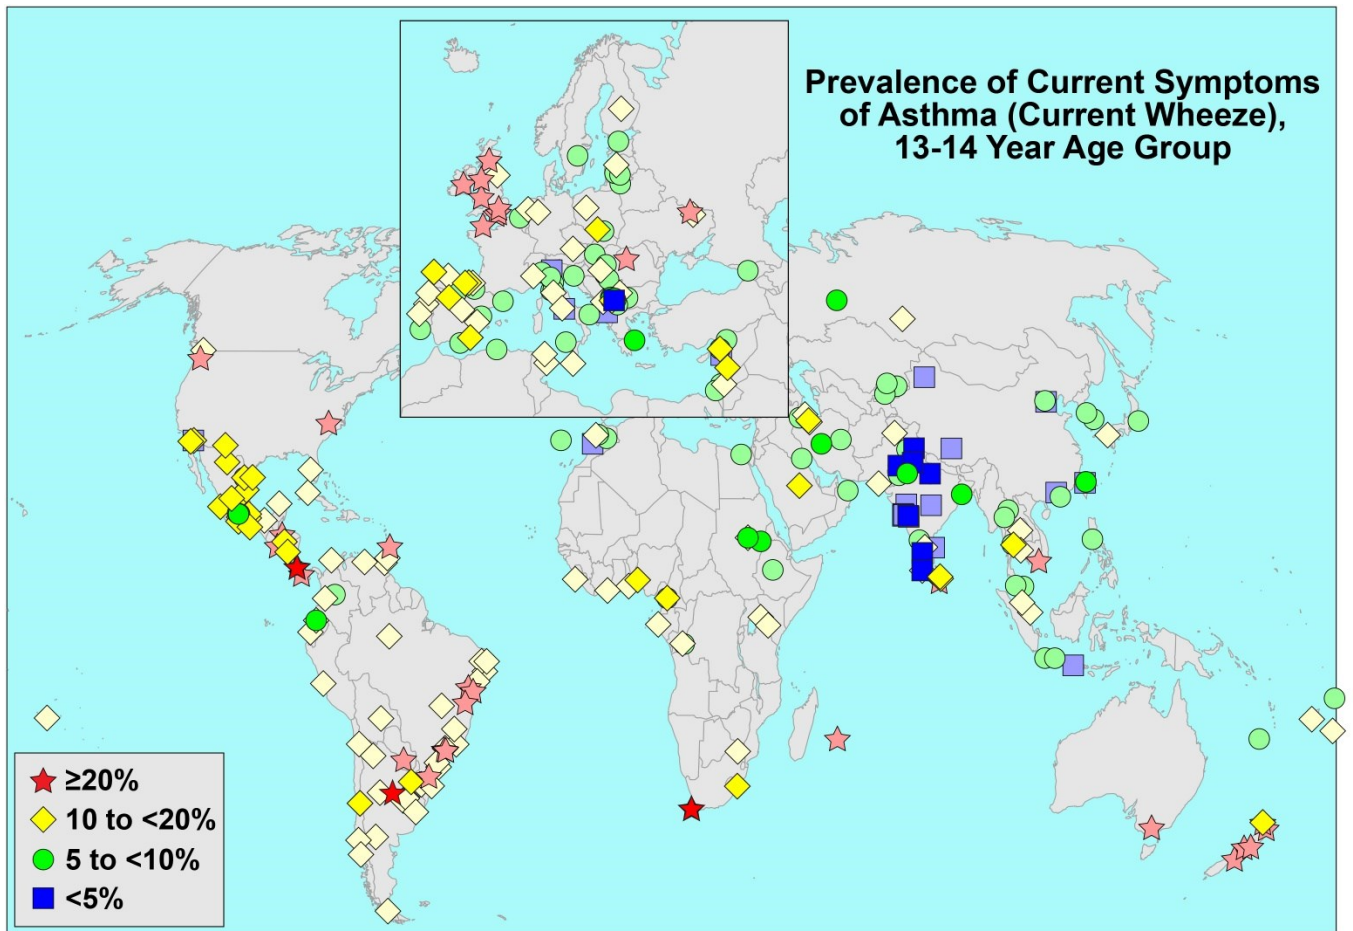 Prevalence of Current Symptoms
of Asthma (Current Wheeze),
13-14 Year Age Group
≥20%
10 to <20%
5 to <10%
<5%